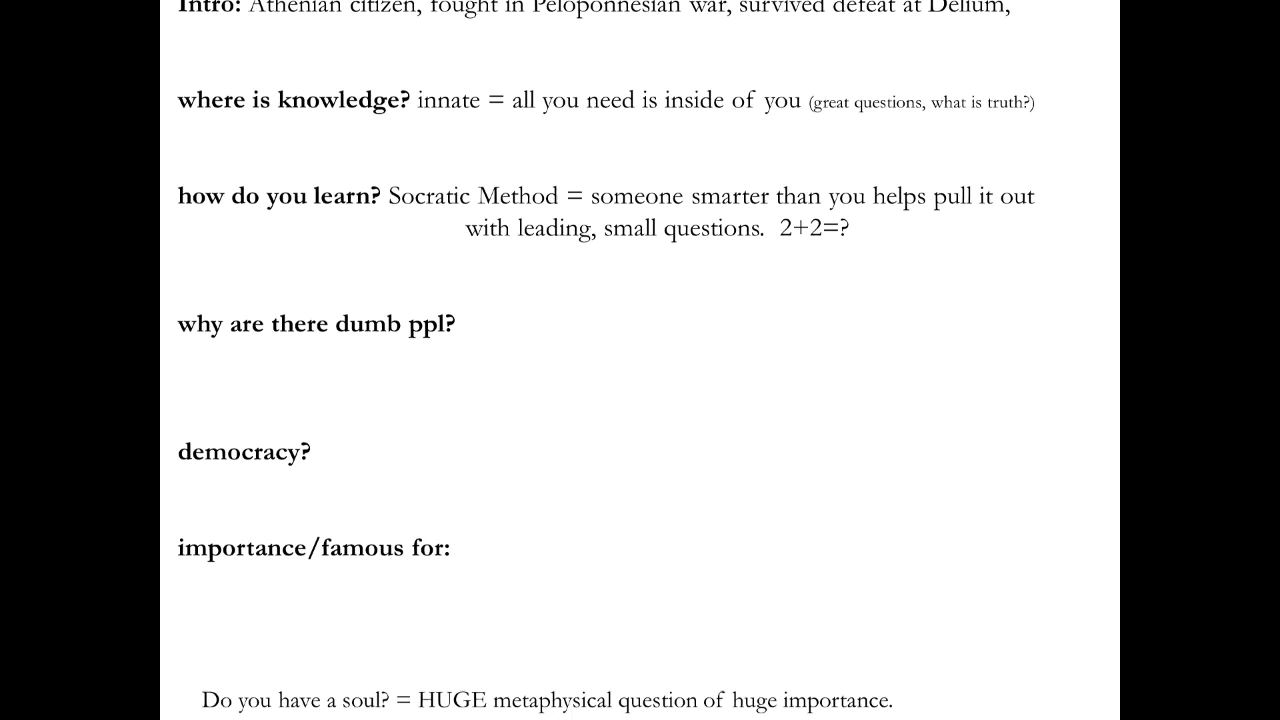 Intro: Athenian citizen, fought in Peloponnesian war, survived defeat at Delium,
where is knowledge? innate = all you need is inside of you (great questions, what is truth?)
how do you learn? Socratic Method = someone smarter than you helps pull it out
with leading, small questions. 2+2=?
why are there dumb ppl?
democracy?
importance/famous for:
Do you have a soul? = HUGE metaphysical question of huge importance.